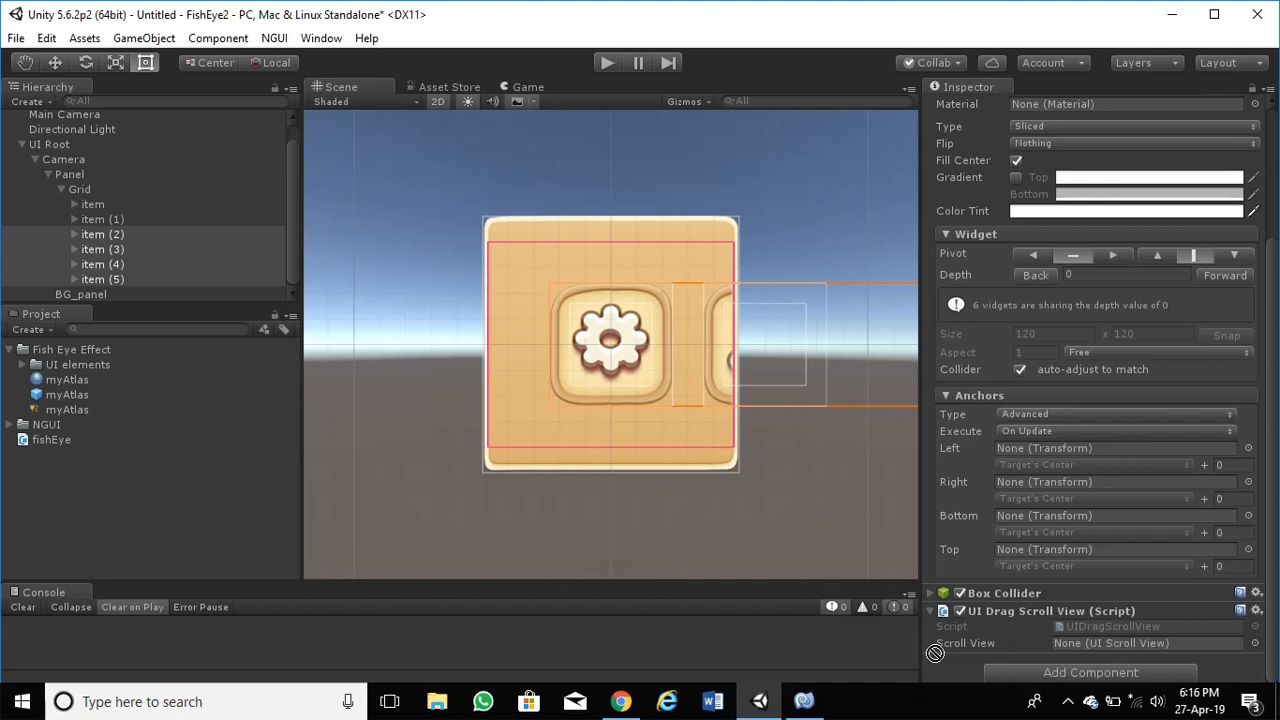 Unity 5.6.2p2 (64bit) - Untitled - FishEye2 - PC, Mac & Linux Standalone* <DX11>
File Edit Assets GameObject Component NGUI Window Help
Center Local Collab Account Layers Layout
Hierarchy
Create All
Main Camera
Directional Light
UI Root
Camera
Panel
Grid
item
item (1)
item (2)
item (3)
item (4)
item (5)
BG_panel
Project
Create
Fish Eye Effect
UI elements
myAtlas
myAtlas
myAtlas
NGUI
fishEye
Scene Asset Store Game
Shaded 2D Gizmos All
Console
Clear Collapse Clear on Play Error Pause 0 0 0
Inspector
Material None (Material)
Type Sliced
Flip Nothing
Fill Center
Gradient Top
Bottom
Color Tint
Widget
Pivot
Depth Back 0 Forward
6 widgets are sharing the depth value of 0
Size 120 x 120 Snap
Aspect 1 Free
Collider auto-adjust to match
Anchors
Type Advanced
Execute On Update
Left None (Transform)
Target's Center + 0
Right None (Transform)
Target's Center + 0
Bottom None (Transform)
Target's Center + 0
Top None (Transform)
Target's Center + 0
Box Collider
UI Drag Scroll View (Script)
Script UIDragScrollView
Scroll View None (UI Scroll View)
Add Component
Type here to search
6:16 PM
27-Apr-19
3